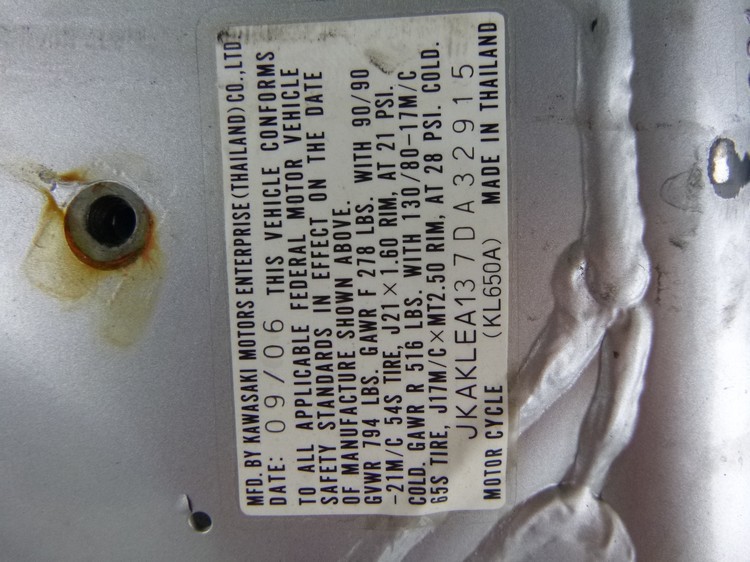 MFD. BY KAWASAKI MOTORS ENTERPRISE (THAILAND) CO.,LTD.
DATE: 09/06 THIS VEHICLE CONFORMS
TO ALL APPLICABLE FEDERAL MOTOR VEHICLE
SAFETY STANDARDS IN EFFECT ON THE DATE
OF MANUFACTURE SHOWN ABOVE.
GVWR 794 LBS. GAWR F 278 LBS. WITH 90/90
-21M/C 54S TIRE, J21×1.60 RIM, AT 21 PSI.
COLD. GAWR R 516 LBS. WITH 130/80-17M/C
65S TIRE, J17M/C×MT2.50 RIM, AT 28 PSI. COLD.
JKAKLEA137DA32915
MOTOR CYCLE (KL650A) MADE IN THAILAND